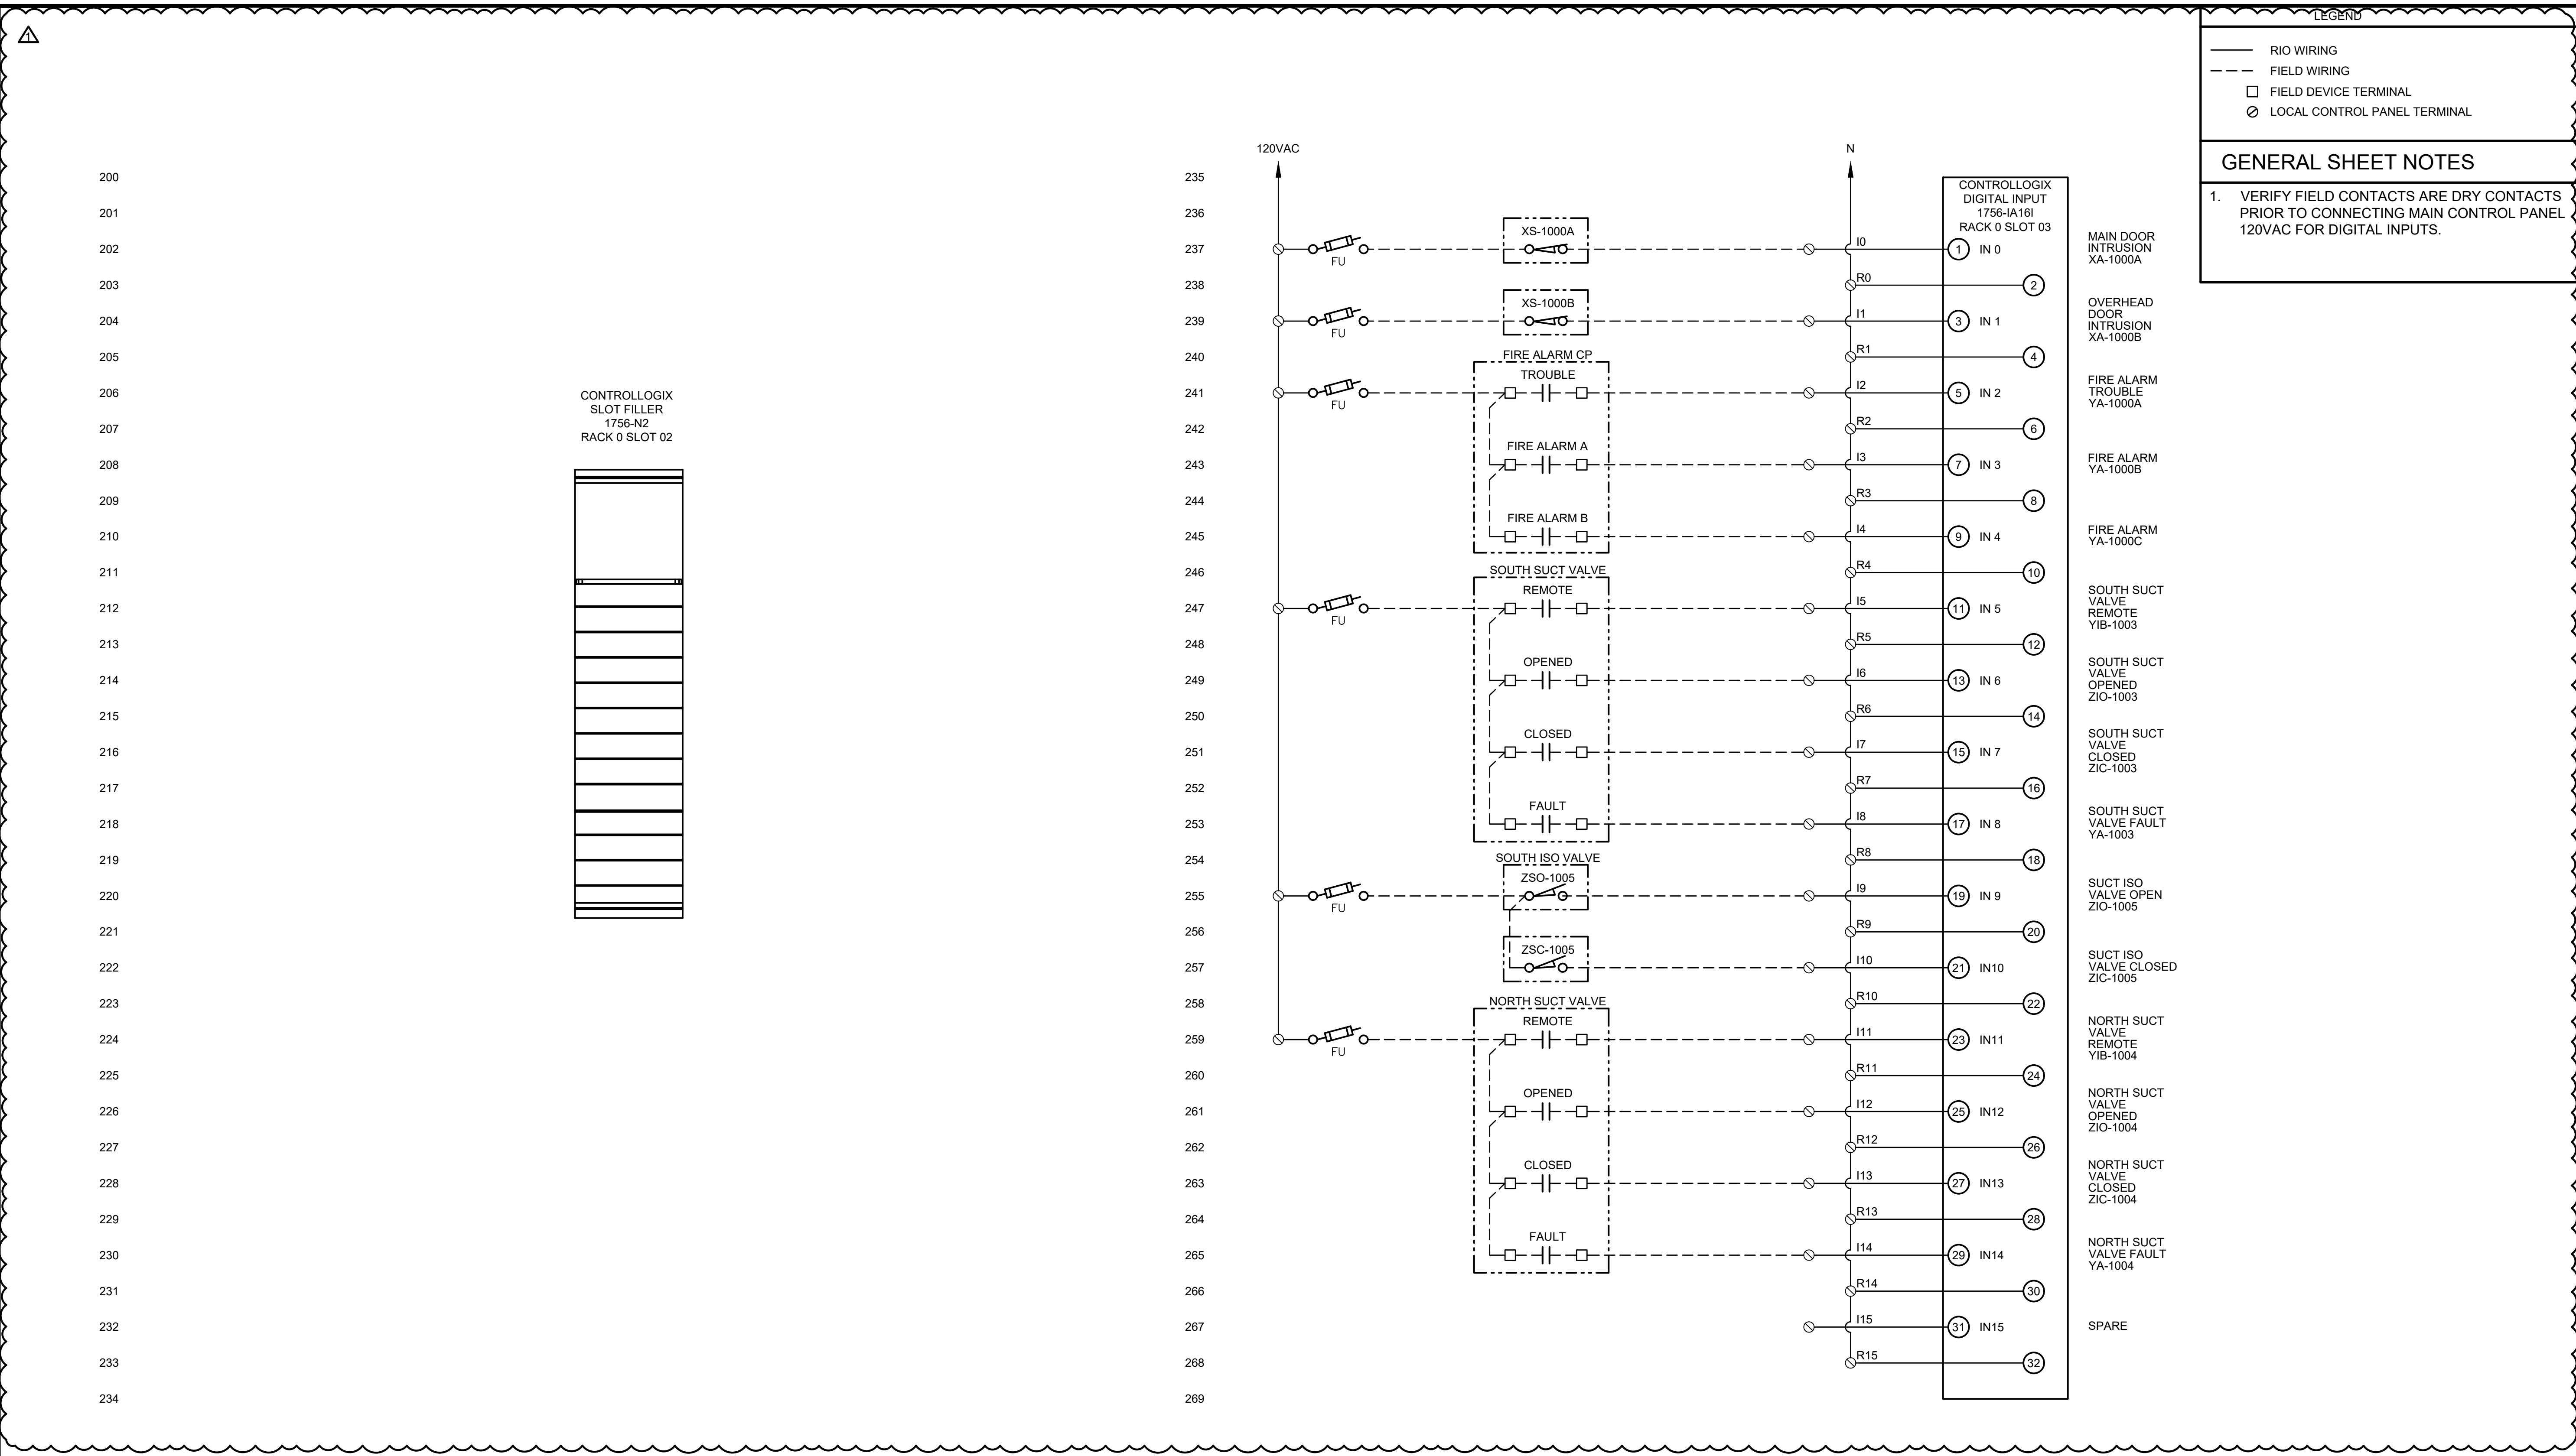 1
LEGEND
RIO WIRING
FIELD WIRING
FIELD DEVICE TERMINAL
LOCAL CONTROL PANEL TERMINAL
GENERAL SHEET NOTES
1. VERIFY FIELD CONTACTS ARE DRY CONTACTS
PRIOR TO CONNECTING MAIN CONTROL PANEL
120VAC FOR DIGITAL INPUTS.
200
201
202
203
204
205
206
207
208
209
210
211
212
213
214
215
216
217
218
219
220
221
222
223
224
225
226
227
228
229
230
231
232
233
234
CONTROLLOGIX
SLOT FILLER
1756-N2
RACK 0 SLOT 02
120VAC
N
CONTROLLOGIX
DIGITAL INPUT
1756-IA16I
RACK 0 SLOT 03
235
236
237 FU XS-1000A I0 1 IN 0
MAIN DOOR
INTRUSION
XA-1000A
238 R0 2
239 FU XS-1000B I1 3 IN 1
OVERHEAD
DOOR
INTRUSION
XA-1000B
240 R1 4
FIRE ALARM CP
TROUBLE
241 FU I2 5 IN 2
FIRE ALARM
TROUBLE
YA-1000A
242 R2 6
FIRE ALARM A
243 I3 7 IN 3
FIRE ALARM
YA-1000B
244 R3 8
FIRE ALARM B
245 I4 9 IN 4
FIRE ALARM
YA-1000C
246 R4 10
SOUTH SUCT VALVE
REMOTE
247 FU I5 11 IN 5
SOUTH SUCT
VALVE
REMOTE
YIB-1003
248 R5 12
OPENED
249 I6 13 IN 6
SOUTH SUCT
VALVE
OPENED
ZIO-1003
250 R6 14
CLOSED
251 I7 15 IN 7
SOUTH SUCT
VALVE
CLOSED
ZIC-1003
252 R7 16
FAULT
253 I8 17 IN 8
SOUTH SUCT
VALVE FAULT
YA-1003
254 R8 18
SOUTH ISO VALVE
ZSO-1005
255 FU I9 19 IN 9
SUCT ISO
VALVE OPEN
ZIO-1005
256 R9 20
ZSC-1005
257 I10 21 IN10
SUCT ISO
VALVE CLOSED
ZIC-1005
258 R10 22
NORTH SUCT VALVE
REMOTE
259 FU I11 23 IN11
NORTH SUCT
VALVE
REMOTE
YIB-1004
260 R11 24
OPENED
261 I12 25 IN12
NORTH SUCT
VALVE
OPENED
ZIO-1004
262 R12 26
CLOSED
263 I13 27 IN13
NORTH SUCT
VALVE
CLOSED
ZIC-1004
264 R13 28
FAULT
265 I14 29 IN14
NORTH SUCT
VALVE FAULT
YA-1004
266 R14 30
267 I15 31 IN15 SPARE
268 R15 32
269